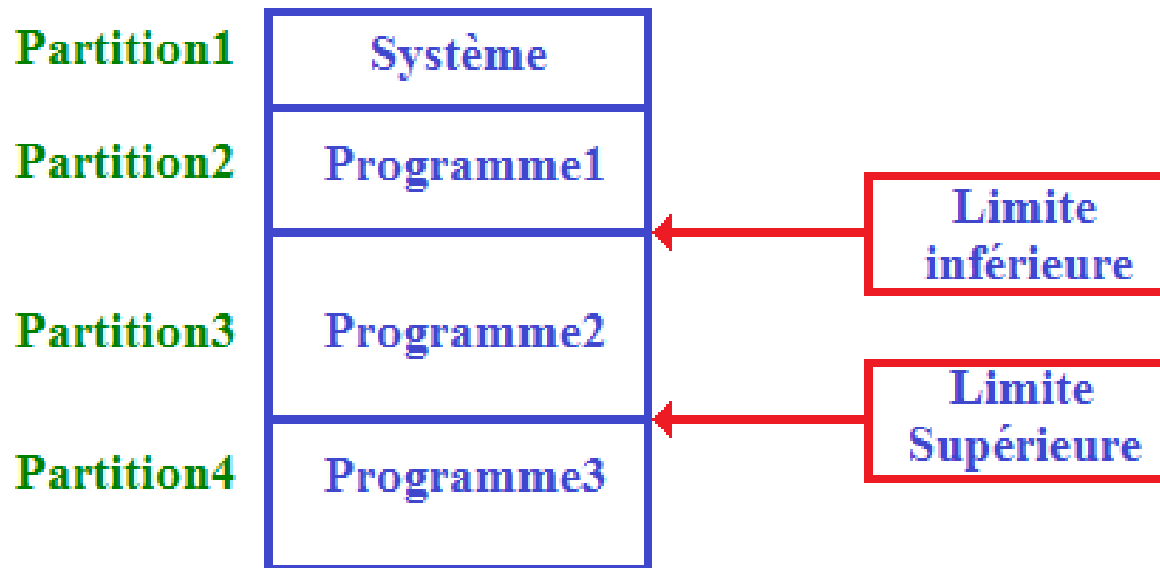 Partition1
Système
Partition2
Programme1
Limite
inférieure
Partition3
Programme2
Limite
Supérieure
Partition4
Programme3